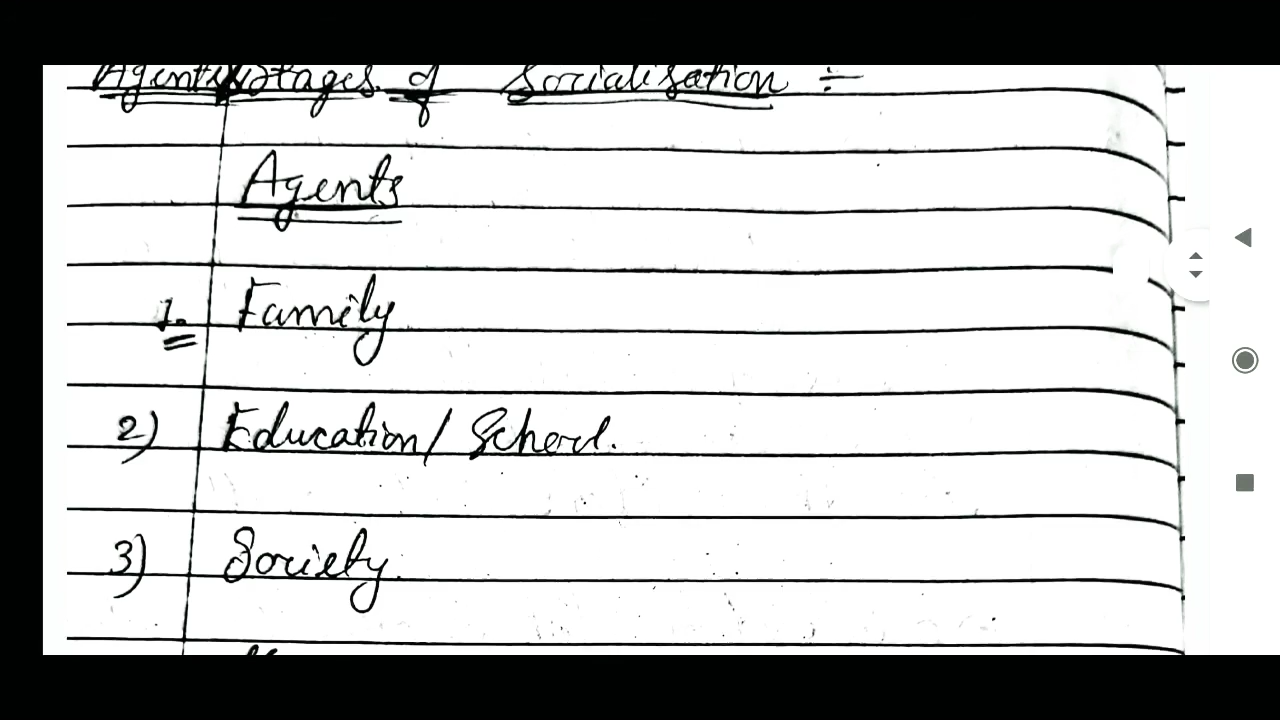 Agents/Stages of Socialisation :-
Agents
1. Family
2) Education/ School.
3) Society.